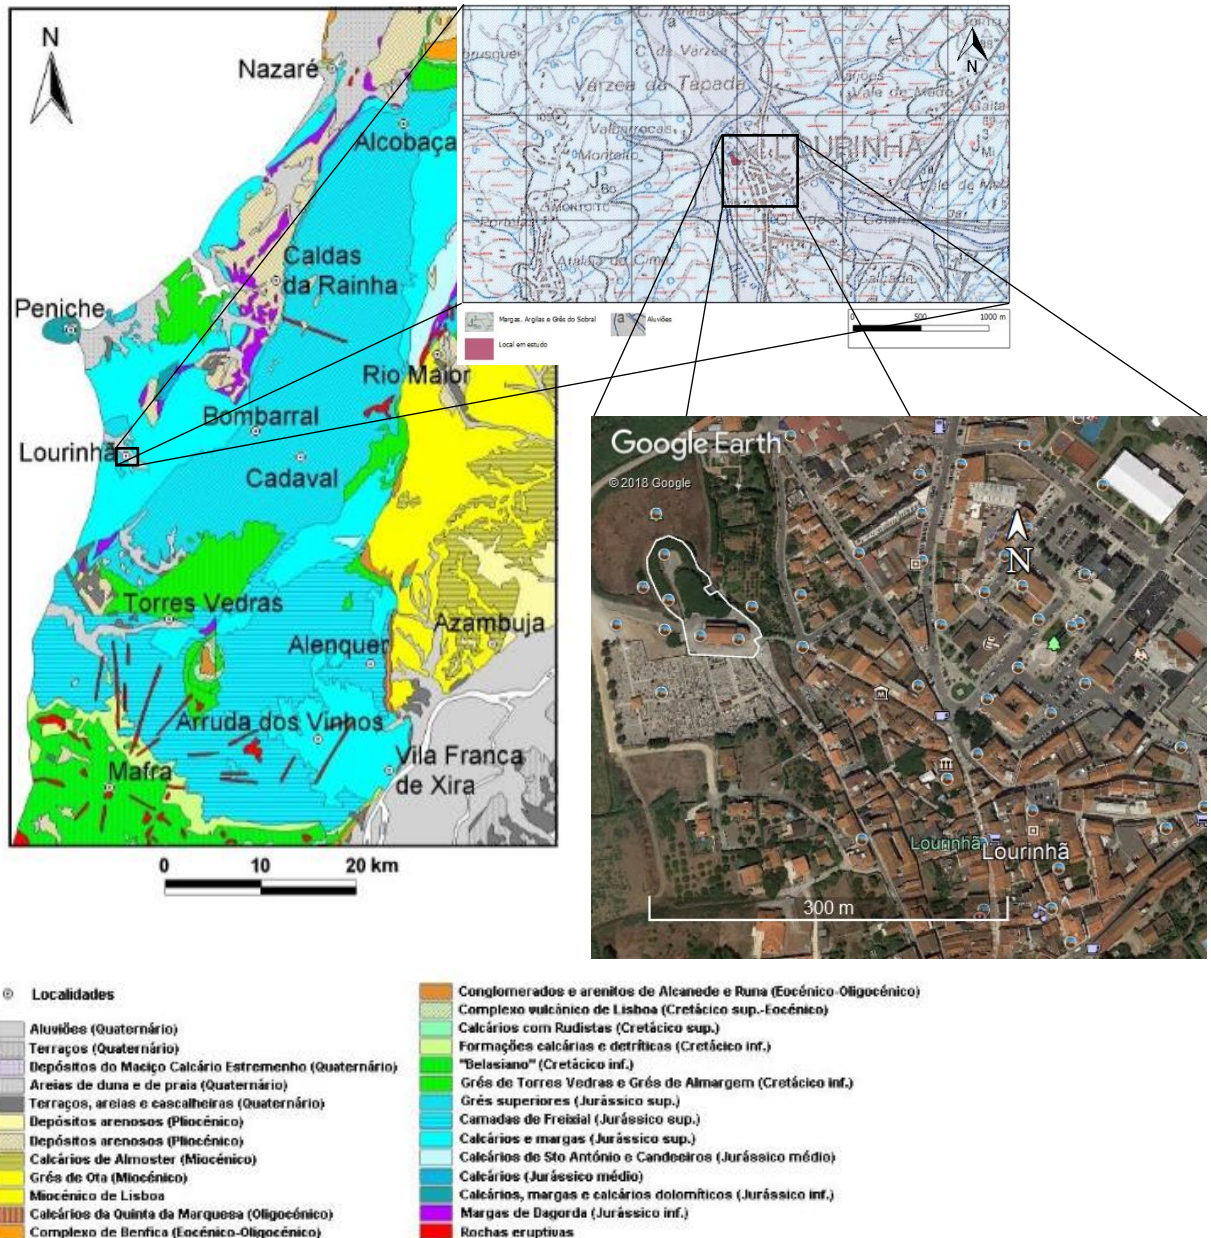 N
Nazaré
Alcobaça
Caldas
da Rainha
Peniche
Rio Maior
Bombarral
Lourinhã
Cadaval
Torres Vedras
Azambuja
Alenquer
Arruda dos Vinhos
Vila Franca
de Xira
Mafra
0 10 20 km
C. da Várzea
Várzea da Tapada
N
Vale de Medo
Valbarrocas
Monteito
LOURINHÃ
J
MONTOITO
Portela
Atalaia de Cima
Calçada
Margas, Argilas e Grés do Sobral
a Aluviões
Local em estudo
0 500 1000 m
Google Earth
© 2018 Google
N
Lourinhã
Lourinhã
300 m
Localidades
Aluviões (Quaternário)
Terraços (Quaternário)
Depósitos do Maciço Calcário Estremenho (Quaternário)
Areias de duna e de praia (Quaternário)
Terraços, areias e cascalheiras (Quaternário)
Depósitos arenosos (Pliocénico)
Depósitos arenosos (Pliocénico)
Calcários de Almoster (Miocénico)
Grés de Ota (Miocénico)
Miocénico de Lisboa
Calcários da Quinta da Marquesa (Oligocénico)
Complexo de Benfica (Eocénico-Oligocénico)
Conglomerados e arenitos de Alcanede e Runa (Eocénico-Oligocénico)
Complexo vulcânico de Lisboa (Cretácico sup.-Eocénico)
Calcários com Rudistas (Cretácico sup.)
Formações calcárias e detríticas (Cretácico inf.)
"Belasiano" (Cretácico inf.)
Grés de Torres Vedras e Grés de Almargem (Cretácico inf.)
Grés superiores (Jurássico sup.)
Camadas de Freixial (Jurássico sup.)
Calcários e margas (Jurássico sup.)
Calcários de Sto António e Candeeiros (Jurássico médio)
Calcários (Jurássico médio)
Calcários, margas e calcários dolomíticos (Jurássico inf.)
Margas de Dagorda (Jurássico inf.)
Rochas eruptivas